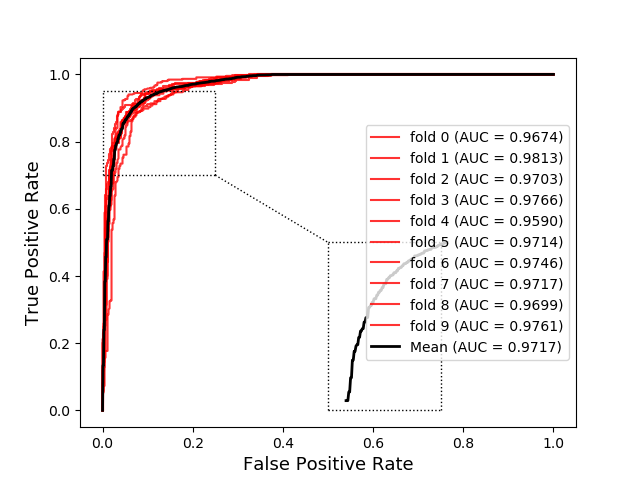 1.0
0.8
0.6
0.4
0.2
0.0
True Positive Rate
fold 0 (AUC = 0.9674)
fold 1 (AUC = 0.9813)
fold 2 (AUC = 0.9703)
fold 3 (AUC = 0.9766)
fold 4 (AUC = 0.9590)
fold 5 (AUC = 0.9714)
fold 6 (AUC = 0.9746)
fold 7 (AUC = 0.9717)
fold 8 (AUC = 0.9699)
fold 9 (AUC = 0.9761)
Mean (AUC = 0.9717)
0.0 0.2 0.4 0.6 0.8 1.0
False Positive Rate